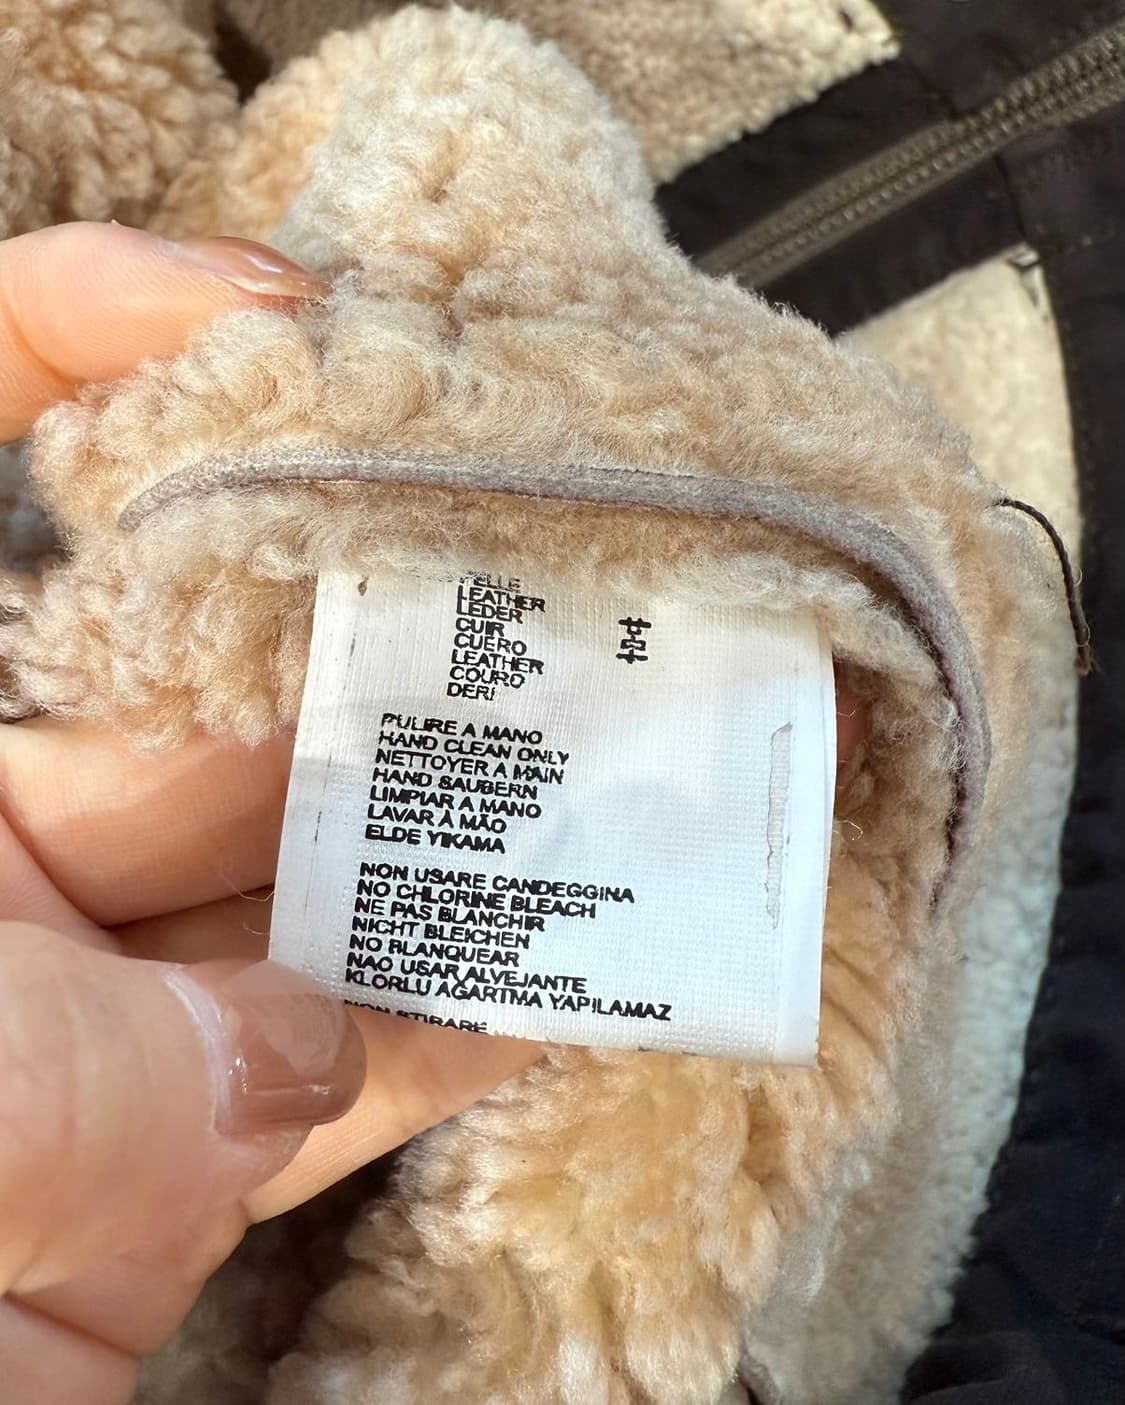 PELLE
LEATHER
LEDER
CUIR
CUERO
LEATHER
COURO
DERİ
PULIRE A MANO
HAND CLEAN ONLY
NETTOYER A MAIN
HAND SAUBERN
LIMPIAR A MANO
LAVAR À MÃO
ELDE YIKAMA
NON USARE CANDEGGINA
NO CHLORINE BLEACH
NE PAS BLANCHIR
NICHT BLEICHEN
NO BLANQUEAR
NAO USAR ALVEJANTE
KLORLU AGARTMA YAPILAMAZ
NON STIRARE